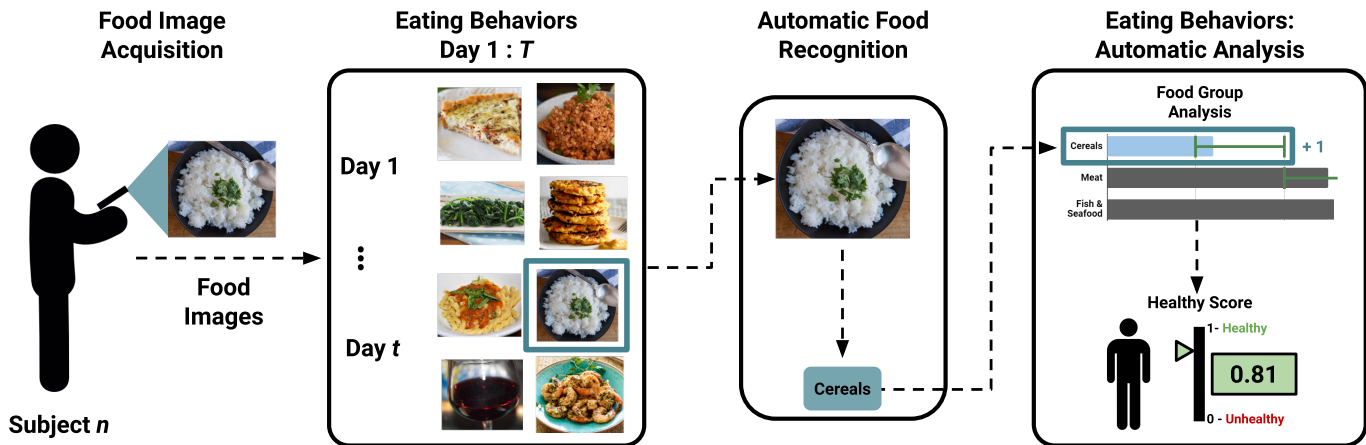 Food Image
Acquisition
Food
Images
Subject n
Eating Behaviors
Day 1 : T
Day 1
Day t
Automatic Food
Recognition
Cereals
Eating Behaviors:
Automatic Analysis
Food Group
Analysis
Cereals
+ 1
Meat
Fish &
Seafood
Healthy Score
1- Healthy
0.81
0 - Unhealthy